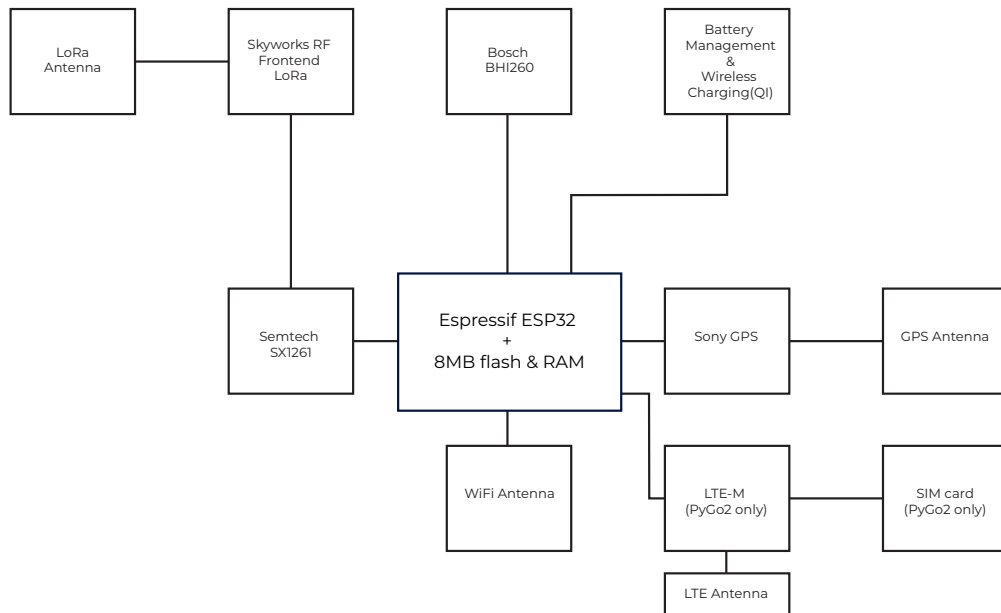 LoRa
Antenna
Skyworks RF
Frontend
LoRa
Bosch
BHI260
Battery
Management
&
Wireless
Charging(QI)
Semtech
SX1261
Espressif ESP32
+
8MB flash & RAM
Sony GPS
GPS Antenna
WiFi Antenna
LTE-M
(PyGo2 only)
SIM card
(PyGo2 only)
LTE Antenna